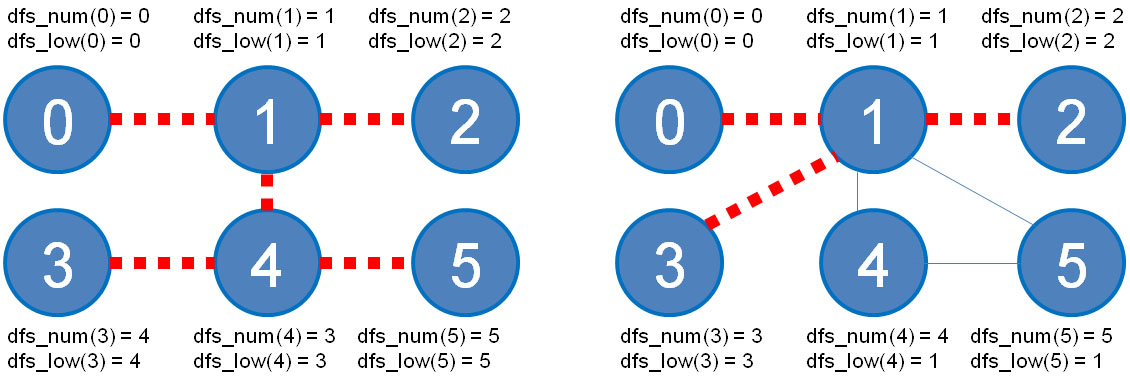 dfs_num(0) = 0 dfs_num(1) = 1 dfs_num(2) = 2
dfs_low(0) = 0 dfs_low(1) = 1 dfs_low(2) = 2
0 1 2
3 4 5
dfs_num(3) = 4 dfs_num(4) = 3 dfs_num(5) = 5
dfs_low(3) = 4 dfs_low(4) = 3 dfs_low(5) = 5
dfs_num(0) = 0 dfs_num(1) = 1 dfs_num(2) = 2
dfs_low(0) = 0 dfs_low(1) = 1 dfs_low(2) = 2
0 1 2
3 4 5
dfs_num(3) = 3 dfs_num(4) = 4 dfs_num(5) = 5
dfs_low(3) = 3 dfs_low(4) = 1 dfs_low(5) = 1